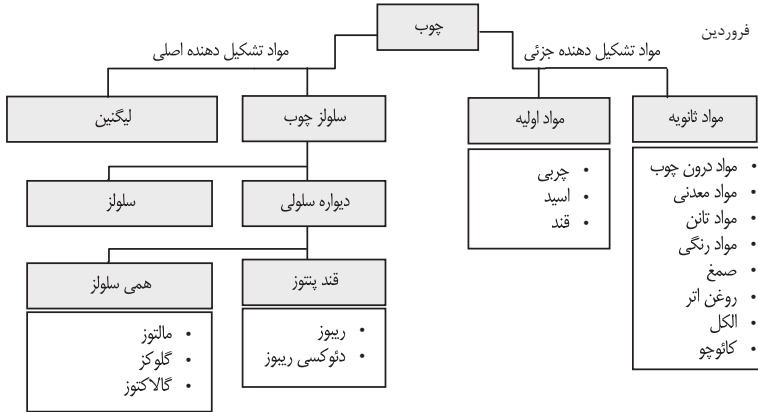 چوب
فروردین
مواد تشکیل دهنده جزئی
مواد تشکیل دهنده اصلی
مواد ثانویه
مواد درون چوب
مواد معدنی
مواد تانن
مواد رنگی
صمغ
روغن اتر
الکل
کائوچو
مواد اولیه
چربی
اسید
قند
سلولز چوب
لیگنین
دیواره سلولی
سلولز
قند پنتوز
ریبوز
دئوکسی ریبوز
همی سلولز
مالتوز
گلوکز
گالاکتوز